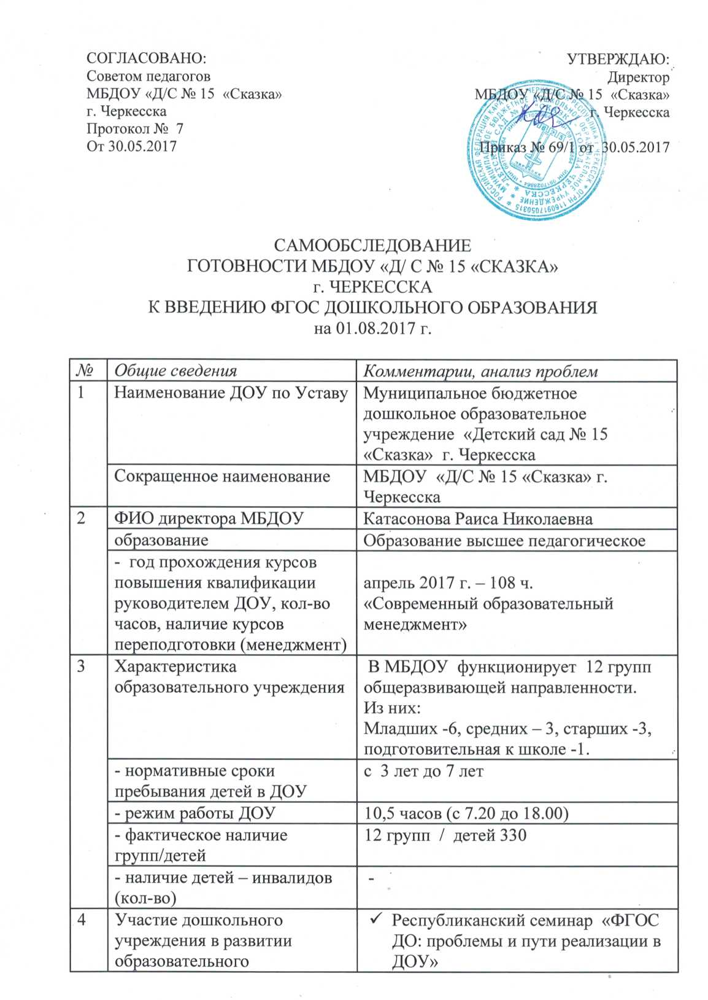 СОГЛАСОВАНО:
Советом педагогов
МБДОУ «Д/С № 15  «Сказка»
г. Черкесска
Протокол №  7
От 30.05.2017
УТВЕРЖДАЮ:
Директор
МБДОУ «Д/С № 15  «Сказка»
г. Черкесска
Приказ № 69/1 от  30.05.2017
САМООБСЛЕДОВАНИЕ
ГОТОВНОСТИ МБДОУ «Д/ С № 15 «СКАЗКА»
г. ЧЕРКЕССКА
К ВВЕДЕНИЮ ФГОС ДОШКОЛЬНОГО ОБРАЗОВАНИЯ
на 01.08.2017 г.
№ Общие сведения Комментарии, анализ проблем
1 Наименование ДОУ по Уставу Муниципальное бюджетное
дошкольное образовательное
учреждение  «Детский сад № 15
«Сказка»  г. Черкесска
Сокращенное наименование МБДОУ  «Д/С № 15 «Сказка» г.
Черкесска
2 ФИО директора МБДОУ Катасонова Раиса Николаевна
образование Образование высшее педагогическое
-  год прохождения курсов
повышения квалификации
руководителем ДОУ, кол-во
часов, наличие курсов
переподготовки (менеджмент)
апрель 2017 г. – 108 ч.
«Современный образовательный
менеджмент»
3 Характеристика
образовательного учреждения
В МБДОУ  функционирует  12 групп
общеразвивающей направленности.
Из них:
Младших -6, средних – 3, старших -3,
подготовительная к школе -1.
- нормативные сроки
пребывания детей в ДОУ
с  3 лет до 7 лет
- режим работы ДОУ 10,5 часов (с 7.20 до 18.00)
- фактическое наличие
групп/детей
12 групп  /  детей 330
- наличие детей – инвалидов
(кол-во)
-
4 Участие дошкольного
учреждения в развитии
образовательного
✓ Республиканский семинар  «ФГОС
ДО: проблемы и пути реализации в
ДОУ»